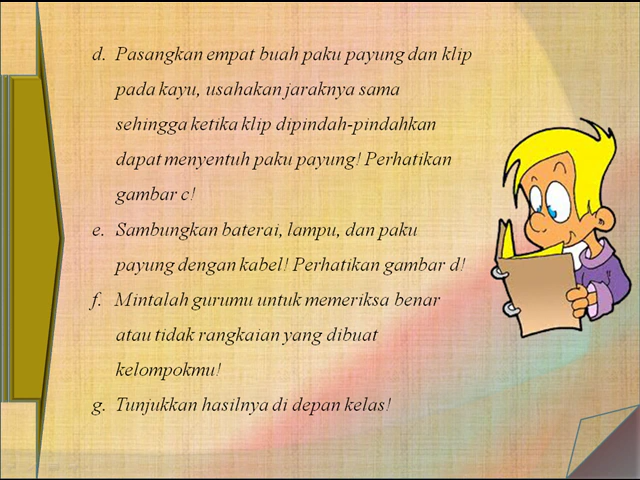 d. Pasangkan empat buah paku payung dan klip
pada kayu, usahakan jaraknya sama
sehingga ketika klip dipindah-pindahkan
dapat menyentuh paku payung! Perhatikan
gambar c!
e. Sambungkan baterai, lampu, dan paku
payung dengan kabel! Perhatikan gambar d!
f. Mintalah gurumu untuk memeriksa benar
atau tidak rangkaian yang dibuat
kelompokmu!
g. Tunjukkan hasilnya di depan kelas!